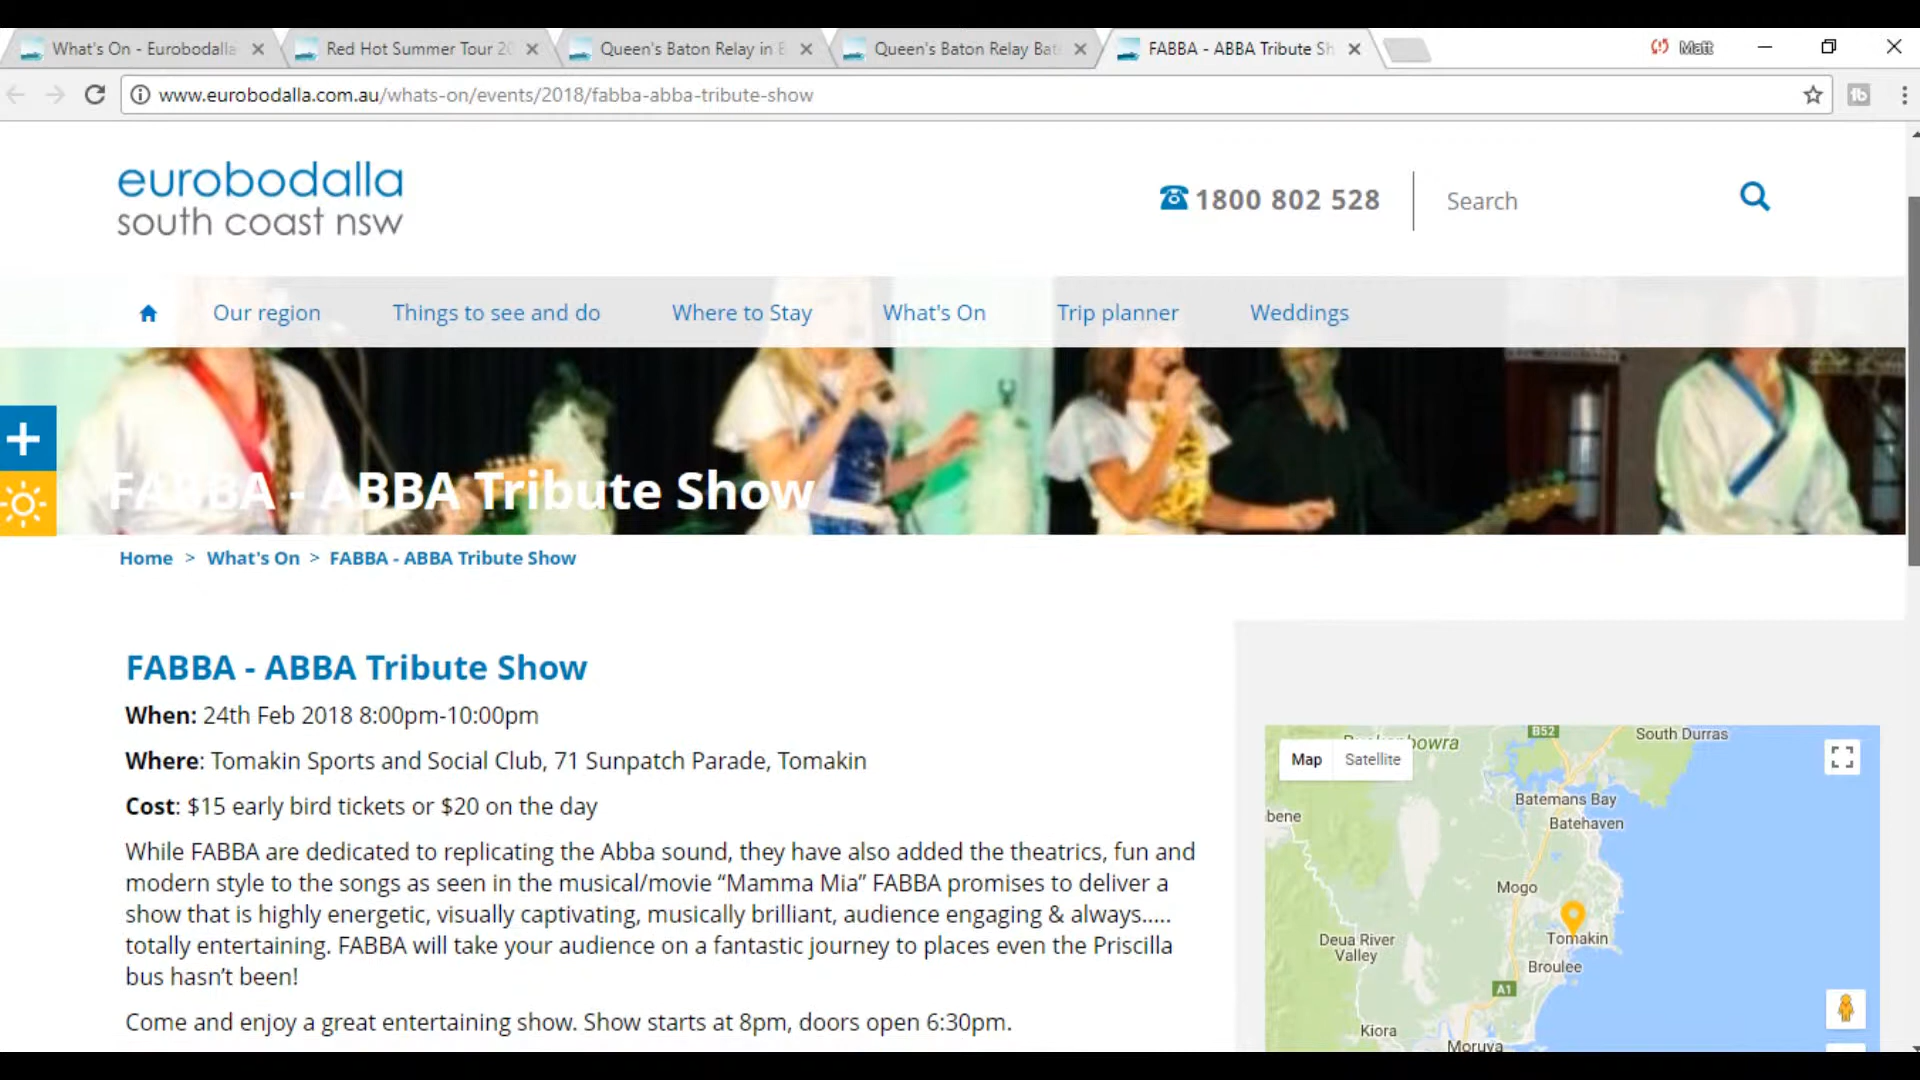 What's On - Eurobodalla
Red Hot Summer Tour 20
Queen's Baton Relay in E
Queen's Baton Relay Bat
FABBA - ABBA Tribute Sh
Matt
www.eurobodalla.com.au/whats-on/events/2018/fabba-abba-tribute-show
eurobodalla
south coast nsw
1800 802 528
Search
Our region
Things to see and do
Where to Stay
What's On
Trip planner
Weddings
FABBA - ABBA Tribute Show
Home > What's On > FABBA - ABBA Tribute Show
FABBA - ABBA Tribute Show
When: 24th Feb 2018 8:00pm-10:00pm
Where: Tomakin Sports and Social Club, 71 Sunpatch Parade, Tomakin
Cost: $15 early bird tickets or $20 on the day
While FABBA are dedicated to replicating the Abba sound, they have also added the theatrics, fun and
modern style to the songs as seen in the musical/movie “Mamma Mia” FABBA promises to deliver a
show that is highly energetic, visually captivating, musically brilliant, audience engaging & always.....
totally entertaining. FABBA will take your audience on a fantastic journey to places even the Priscilla
bus hasn’t been!
Come and enjoy a great entertaining show. Show starts at 8pm, doors open 6:30pm.
Map
Satellite
bowra
B52
South Durras
Batemans Bay
Batehaven
bene
Mogo
Tomakin
Deua River
Valley
Broulee
A1
Kiora
Moruya